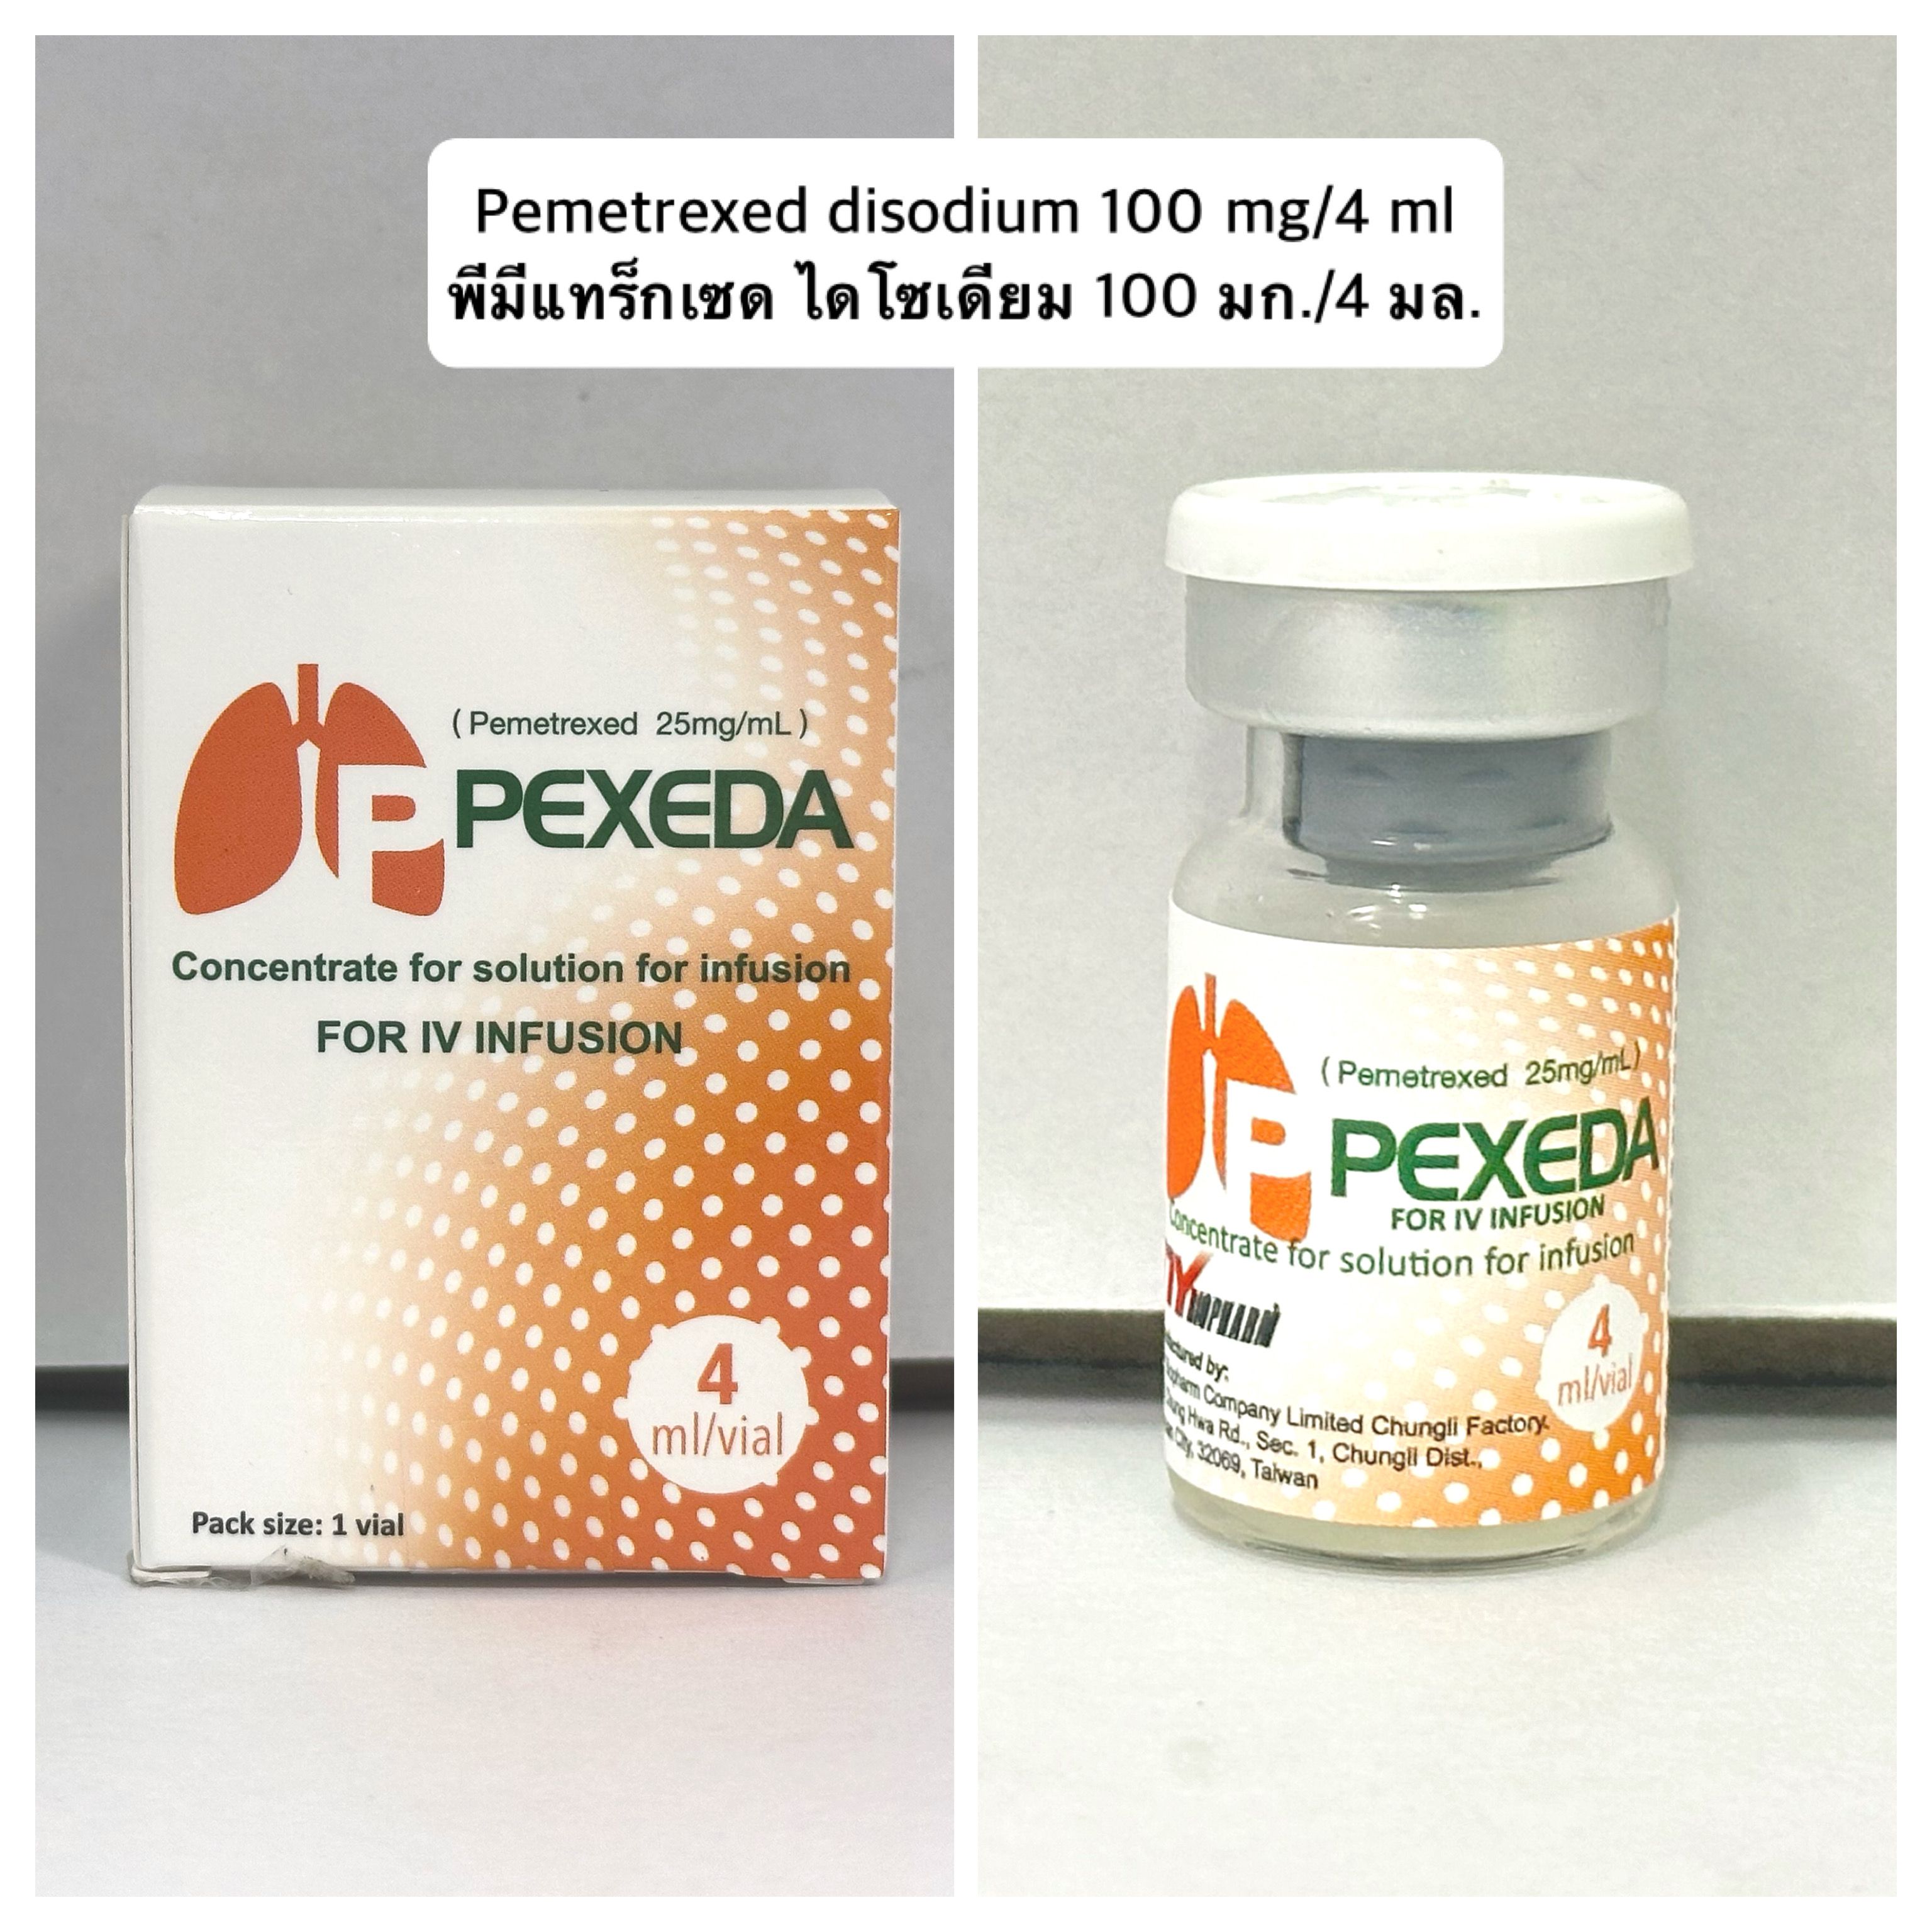 Pemetrexed disodium 100 mg/4 ml
พีมีแทร็กเซด ไดโซเดียม 100 มก./4 มล.
( Pemetrexed 25mg/mL )
P PEXEDA
Concentrate for solution for infusion
FOR IV INFUSION
4
ml/vial
Pack size: 1 vial
( Pemetrexed 25mg/mL )
P PEXEDA
FOR IV INFUSION
Concentrate for solution for infusion
4
ml/vial
by:
Company Limited Chungli Factory.
Hwa Rd., Sec. 1, Chungli Dist.,
City, 32069, Taiwan